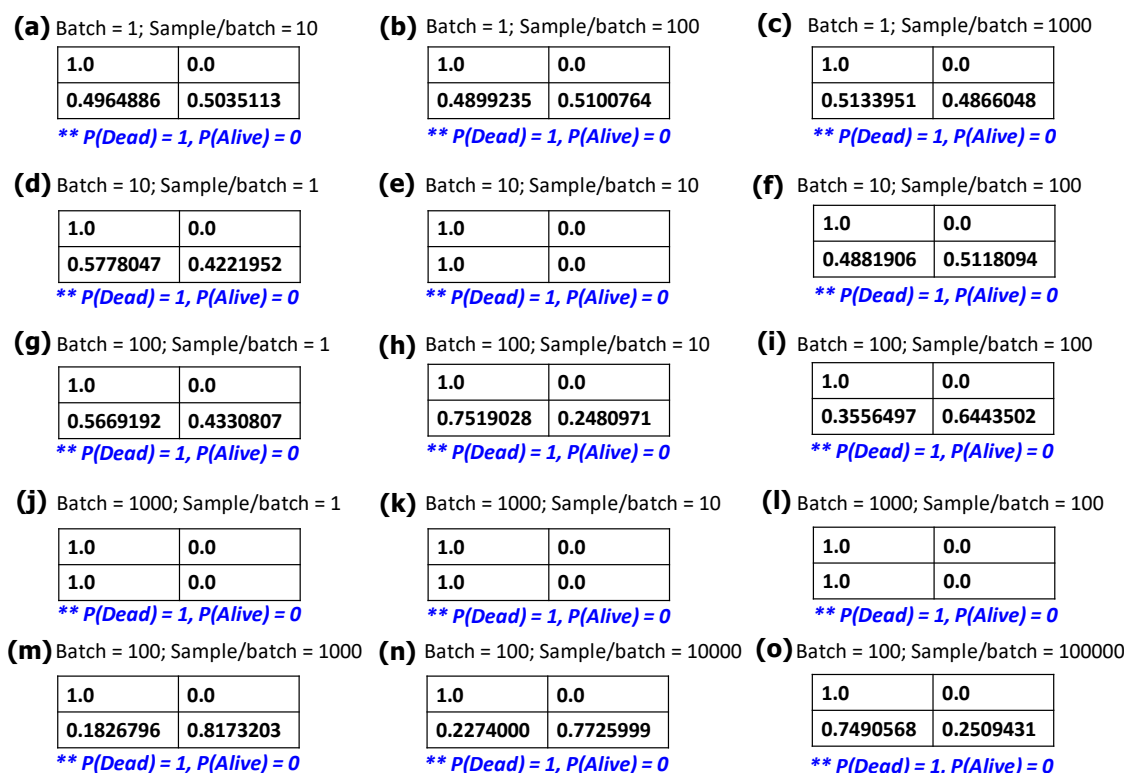 (a) Batch = 1; Sample/batch = 10
1.0 0.0
0.4964886 0.5035113
** P(Dead) = 1, P(Alive) = 0
(b) Batch = 1; Sample/batch = 100
1.0 0.0
0.4899235 0.5100764
** P(Dead) = 1, P(Alive) = 0
(c) Batch = 1; Sample/batch = 1000
1.0 0.0
0.5133951 0.4866048
** P(Dead) = 1, P(Alive) = 0
(d) Batch = 10; Sample/batch = 1
1.0 0.0
0.5778047 0.4221952
** P(Dead) = 1, P(Alive) = 0
(e) Batch = 10; Sample/batch = 10
1.0 0.0
1.0 0.0
** P(Dead) = 1, P(Alive) = 0
(f) Batch = 10; Sample/batch = 100
1.0 0.0
0.4881906 0.5118094
** P(Dead) = 1, P(Alive) = 0
(g) Batch = 100; Sample/batch = 1
1.0 0.0
0.5669192 0.4330807
** P(Dead) = 1, P(Alive) = 0
(h) Batch = 100; Sample/batch = 10
1.0 0.0
0.7519028 0.2480971
** P(Dead) = 1, P(Alive) = 0
(i) Batch = 100; Sample/batch = 100
1.0 0.0
0.3556497 0.6443502
** P(Dead) = 1, P(Alive) = 0
(j) Batch = 1000; Sample/batch = 1
1.0 0.0
1.0 0.0
** P(Dead) = 1, P(Alive) = 0
(k) Batch = 1000; Sample/batch = 10
1.0 0.0
1.0 0.0
** P(Dead) = 1, P(Alive) = 0
(l) Batch = 1000; Sample/batch = 100
1.0 0.0
1.0 0.0
** P(Dead) = 1, P(Alive) = 0
(m) Batch = 100; Sample/batch = 1000
1.0 0.0
0.1826796 0.8173203
** P(Dead) = 1, P(Alive) = 0
(n) Batch = 100; Sample/batch = 10000
1.0 0.0
0.2274000 0.7725999
** P(Dead) = 1, P(Alive) = 0
(o) Batch = 100; Sample/batch = 100000
1.0 0.0
0.7490568 0.2509431
** P(Dead) = 1, P(Alive) = 0